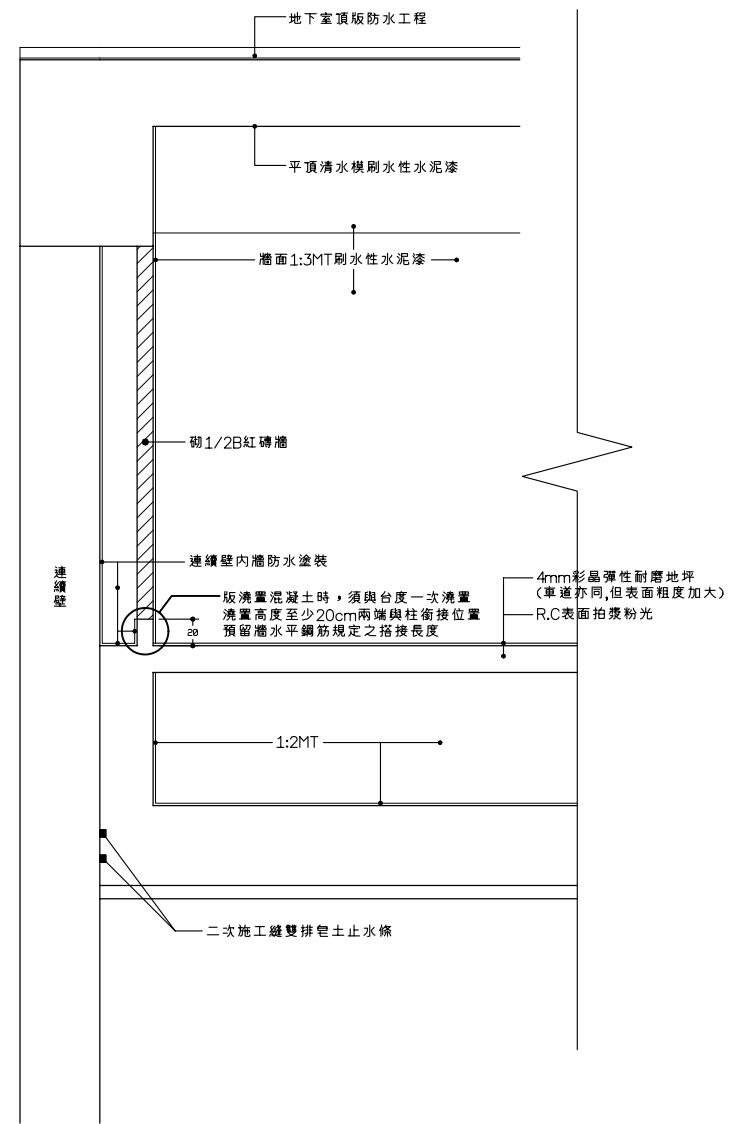 地下室頂版防水工程
平頂清水模刷水性水泥漆
牆面1:3MT刷水性水泥漆
砌1/2B紅磚牆
連續壁內牆防水塗裝
連續壁
版澆置混凝土時，須與台度一次澆置
澆置高度至少20cm兩端與柱銜接位置
預留牆水平鋼筋規定之搭接長度
20
4mm彩晶彈性耐磨地坪
(車道亦同,但表面粗度加大)
R.C表面拍漿粉光
1:2MT
二次施工縫雙排皂土止水條